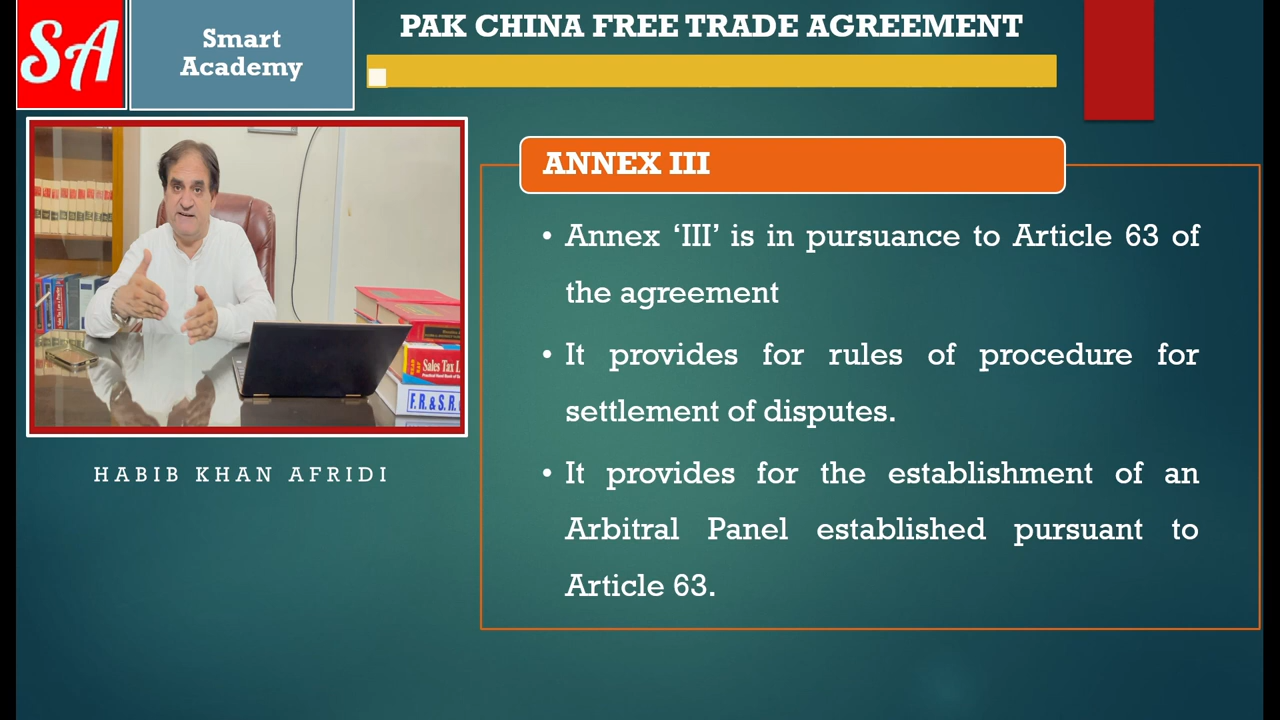 SA
Smart
Academy
PAK CHINA FREE TRADE AGREEMENT
ANNEX III
• Annex ‘III’ is in pursuance to Article 63 of
the agreement
• It provides for rules of procedure for
settlement of disputes.
• It provides for the establishment of an
Arbitral Panel established pursuant to
Article 63.
Sales Tax
F.R. & S.R.
HABIB KHAN AFRIDI